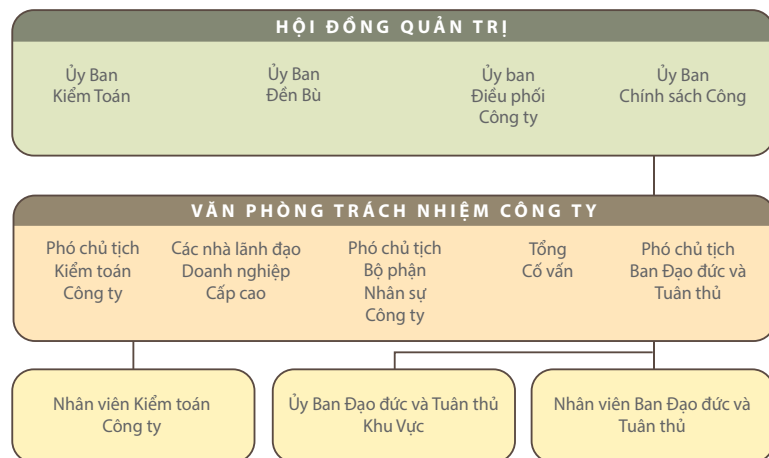 HỘI ĐỒNG QUẢN TRỊ
Ủy Ban
Kiểm Toán
Ủy Ban
Đền Bù
Ủy ban
Điều phối
Công ty
Ủy Ban
Chính sách Công
VĂN PHÒNG TRÁCH NHIỆM CÔNG TY
Phó chủ tịch
Kiểm toán
Công ty
Các nhà lãnh đạo
Doanh nghiệp
Cấp cao
Phó chủ tịch
Bộ phận
Nhân sự
Công ty
Tổng
Cố vấn
Phó chủ tịch
Ban Đạo đức và
Tuân thủ
Nhân viên Kiểm toán
Công ty
Ủy Ban Đạo đức và Tuân thủ
Khu Vực
Nhân viên Ban Đạo đức và
Tuân thủ